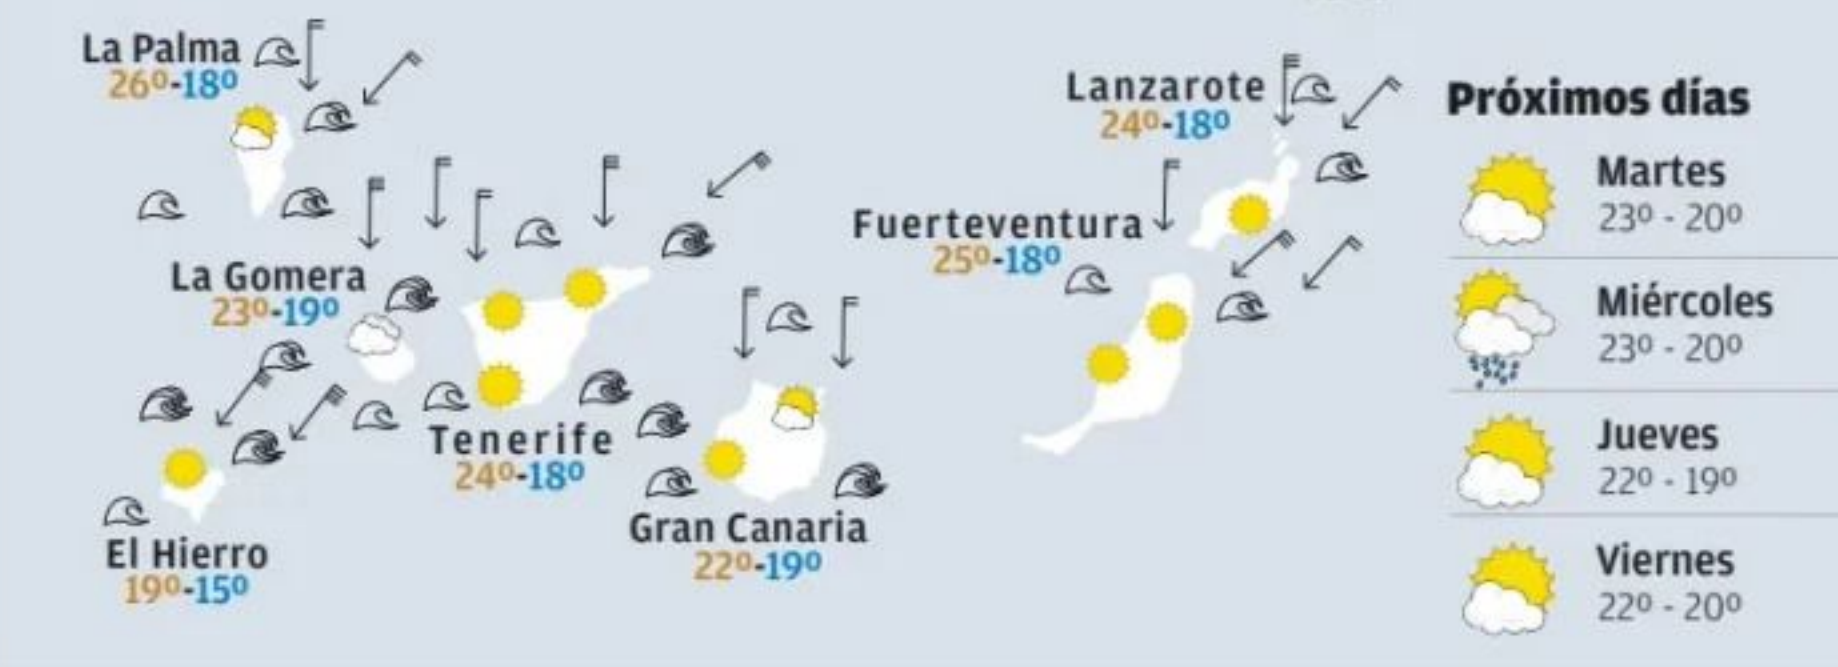 La Palma
26º-18º
La Gomera
23º-19º
El Hierro
19º-15º
Tenerife
24º-18º
Gran Canaria
22º-19º
Fuerteventura
25º-18º
Lanzarote
24º-18º
Próximos días
Martes
23º - 20º
Miércoles
23º - 20º
Jueves
22º - 19º
Viernes
22º - 20º